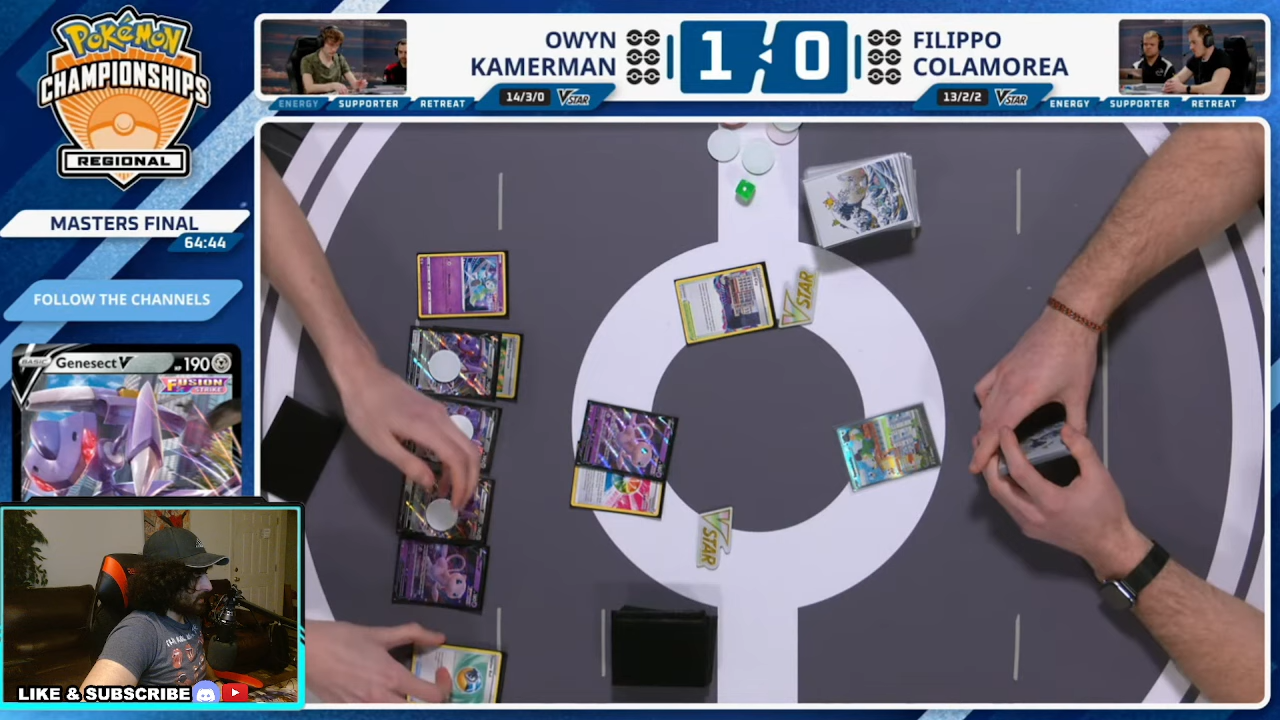 POKÉMON
CHAMPIONSHIPS
REGIONAL
MASTERS FINAL
64:44
FOLLOW THE CHANNELS
BASIC Genesect V HP 190
FUSION STRIKE
LIKE & SUBSCRIBE
OWYN
KAMERMAN
14/3/0 VSTAR
ENERGY SUPPORTER RETREAT
1 0
FILIPPO
COLAMOREA
13/2/2 VSTAR
ENERGY SUPPORTER RETREAT
VSTAR
VSTAR